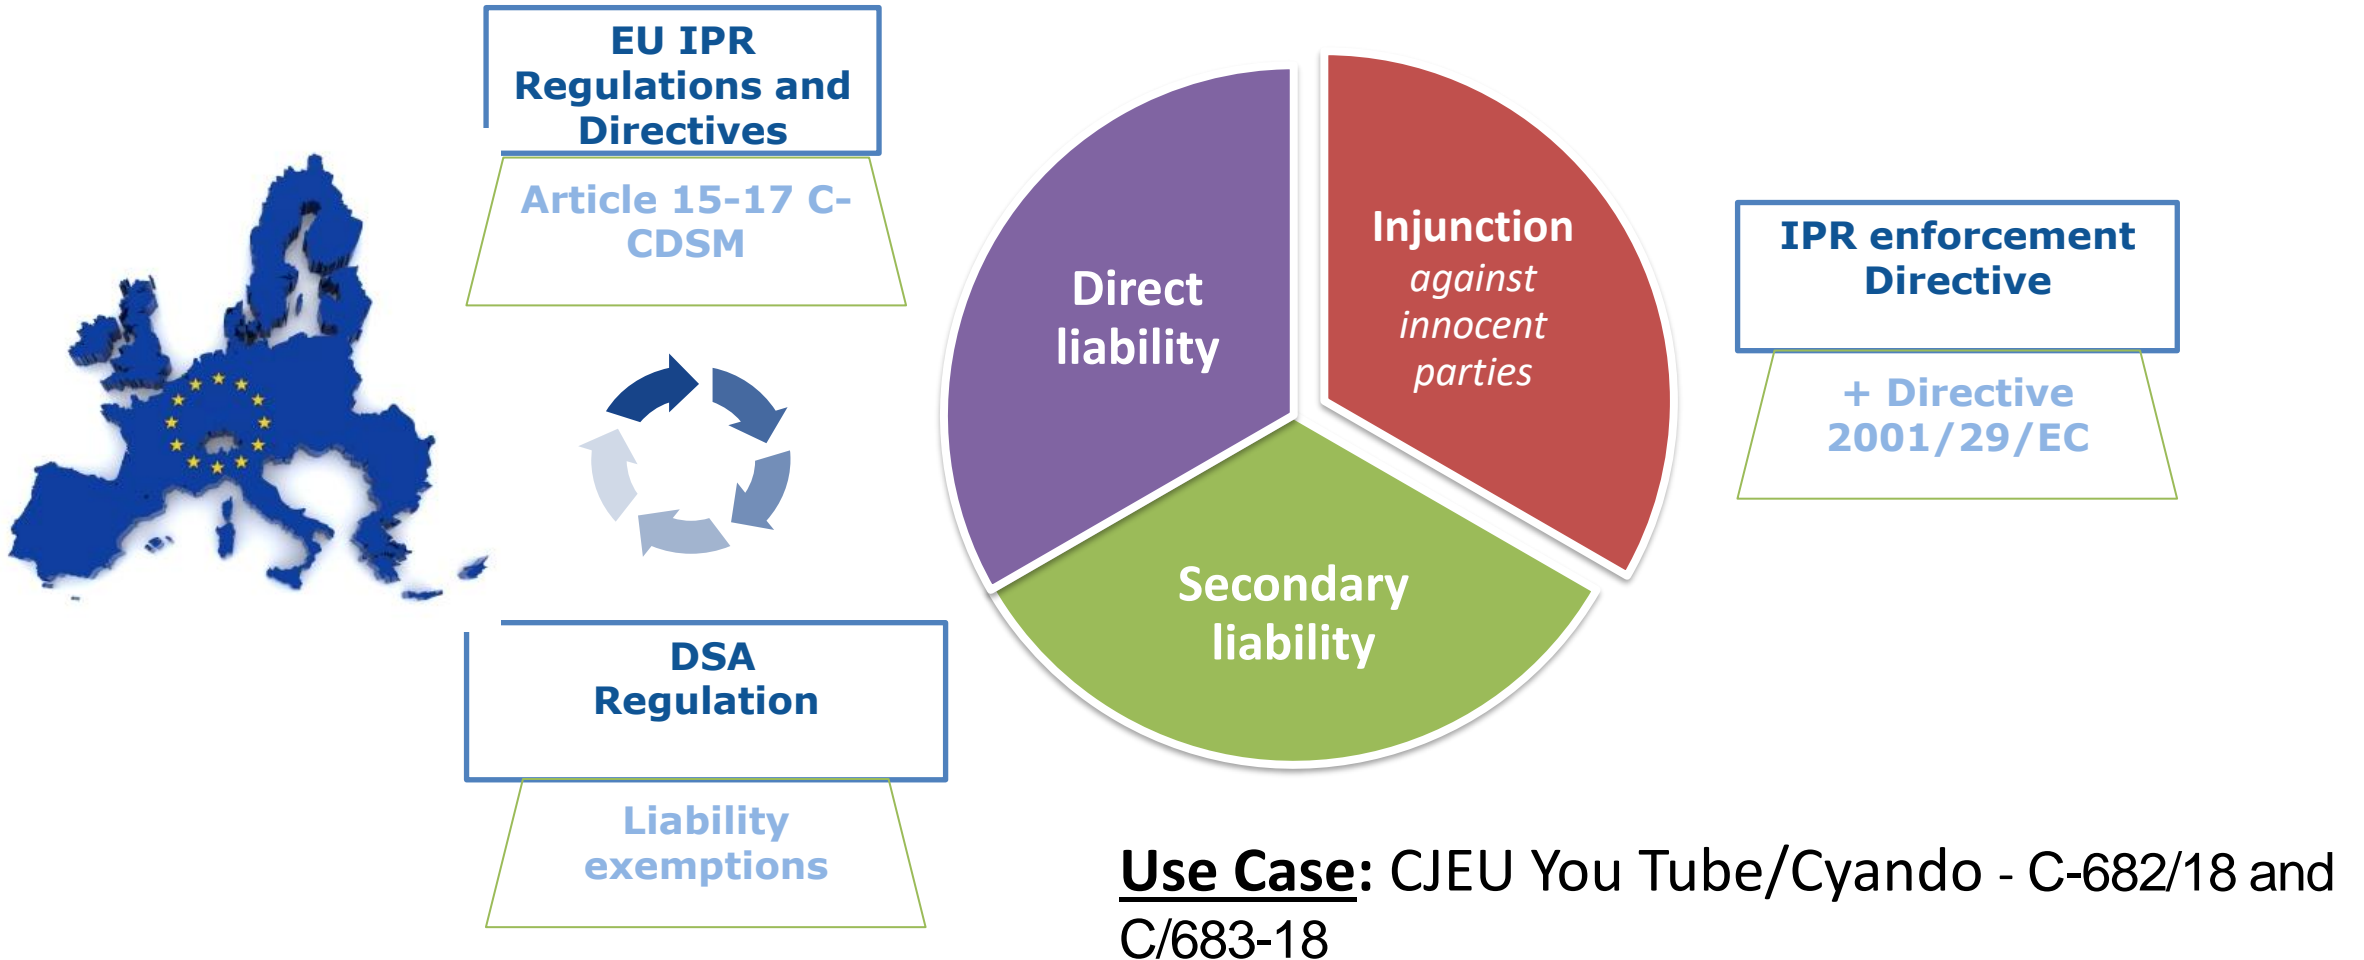 EU IPR
Regulations and
Directives
Article 15-17 C-
CDSM
DSA
Regulation
Liability
exemptions
Direct
liability
Injunction
against
innocent
parties
Secondary
liability
IPR enforcement
Directive
+ Directive
2001/29/EC
Use Case: CJEU You Tube/Cyando - C-682/18 and
C/683-18